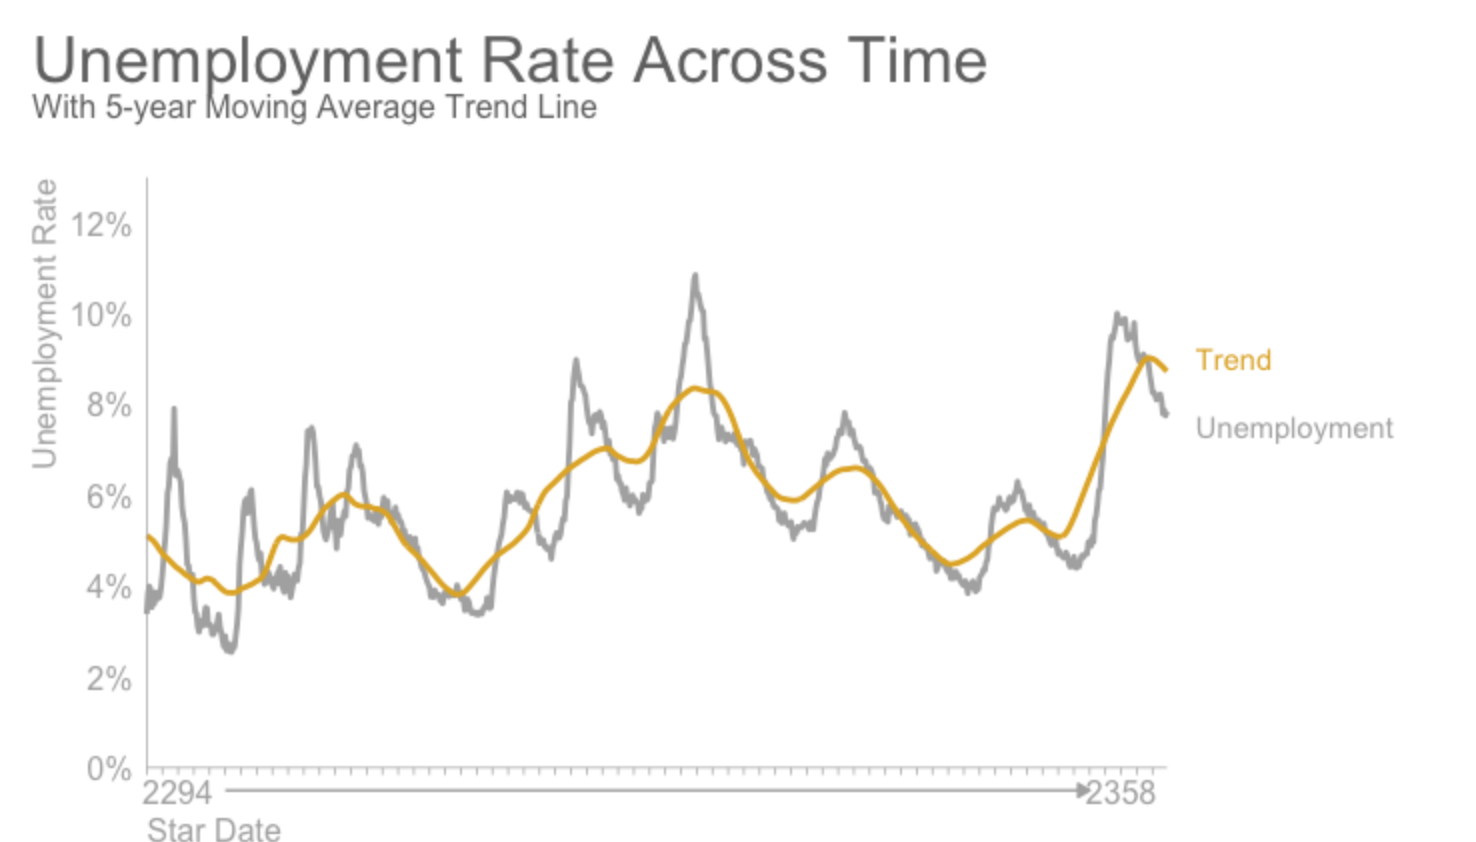 Unemployment Rate Across Time
With 5-year Moving Average Trend Line
Unemployment Rate
12%
10%
8%
6%
4%
2%
0%
Trend
Unemployment
2294 2358
Star Date